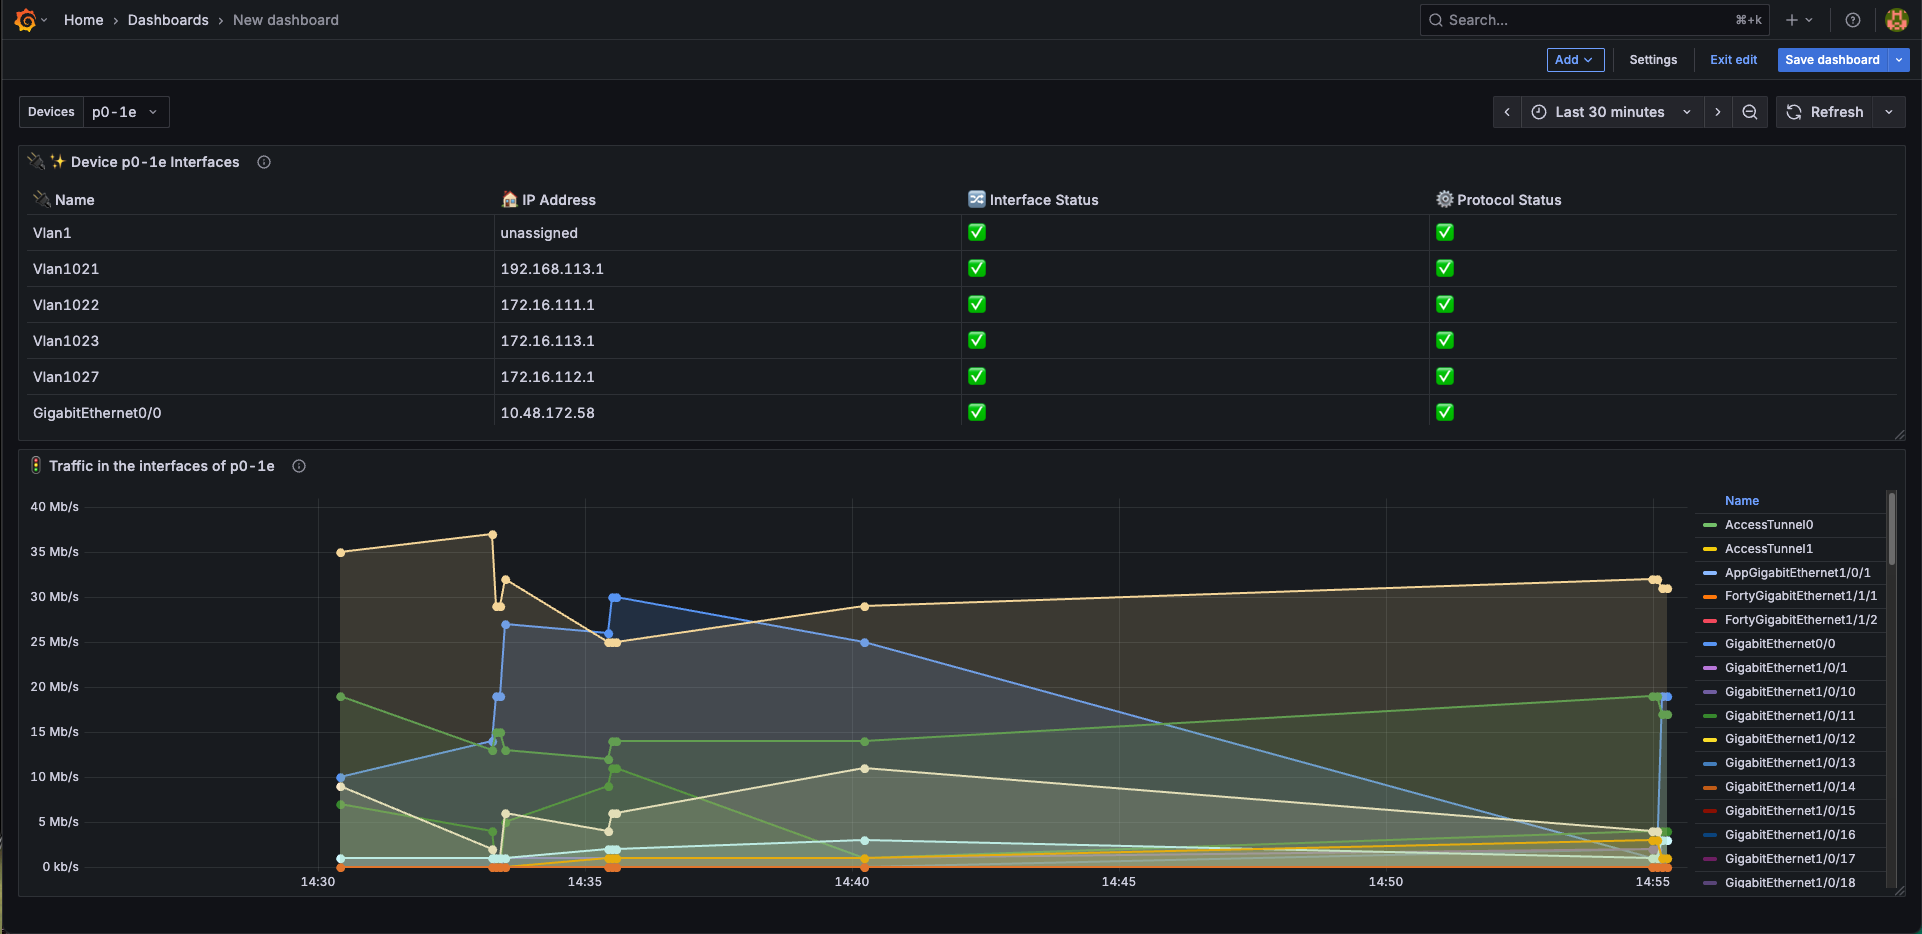 Home › Dashboards › New dashboard
Search... ⌘+k
Add Settings Exit edit Save dashboard
Devices p0-1e
Last 30 minutes Refresh
Device p0-1e Interfaces
Name IP Address Interface Status Protocol Status
Vlan1 unassigned
Vlan1021 192.168.113.1
Vlan1022 172.16.111.1
Vlan1023 172.16.113.1
Vlan1027 172.16.112.1
GigabitEthernet0/0 10.48.172.58
Traffic in the interfaces of p0-1e
40 Mb/s
35 Mb/s
30 Mb/s
25 Mb/s
20 Mb/s
15 Mb/s
10 Mb/s
5 Mb/s
0 kb/s
14:30 14:35 14:40 14:45 14:50 14:55
Name
AccessTunnel0
AccessTunnel1
AppGigabitEthernet1/0/1
FortyGigabitEthernet1/1/1
FortyGigabitEthernet1/1/2
GigabitEthernet0/0
GigabitEthernet1/0/1
GigabitEthernet1/0/10
GigabitEthernet1/0/11
GigabitEthernet1/0/12
GigabitEthernet1/0/13
GigabitEthernet1/0/14
GigabitEthernet1/0/15
GigabitEthernet1/0/16
GigabitEthernet1/0/17
GigabitEthernet1/0/18